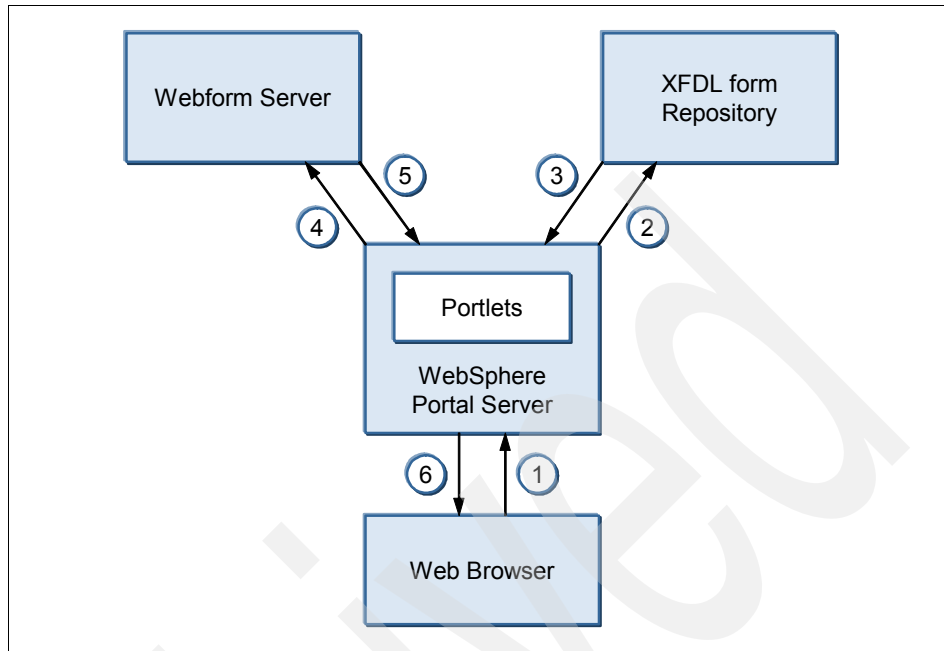 Webform Server
XFDL form
Repository
5
3
4
2
Portlets
WebSphere
Portal Server
6
1
Web Browser